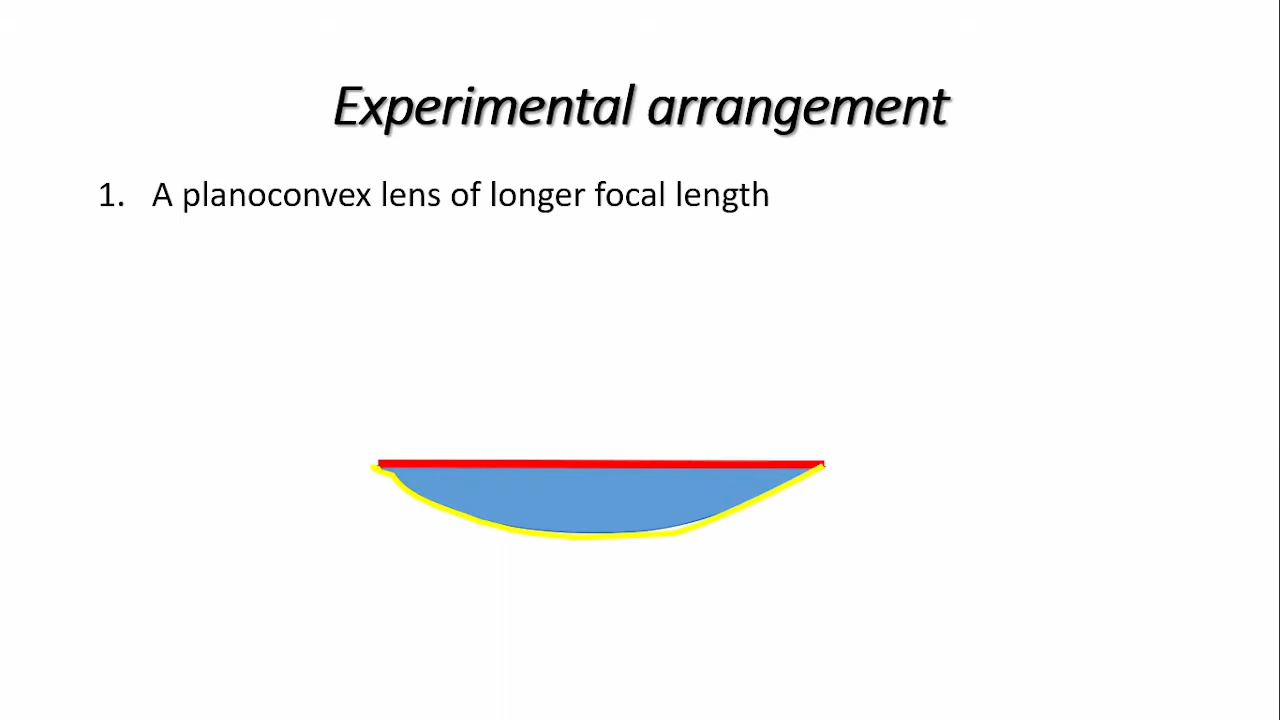 Experimental arrangement
1. A planoconvex lens of longer focal length